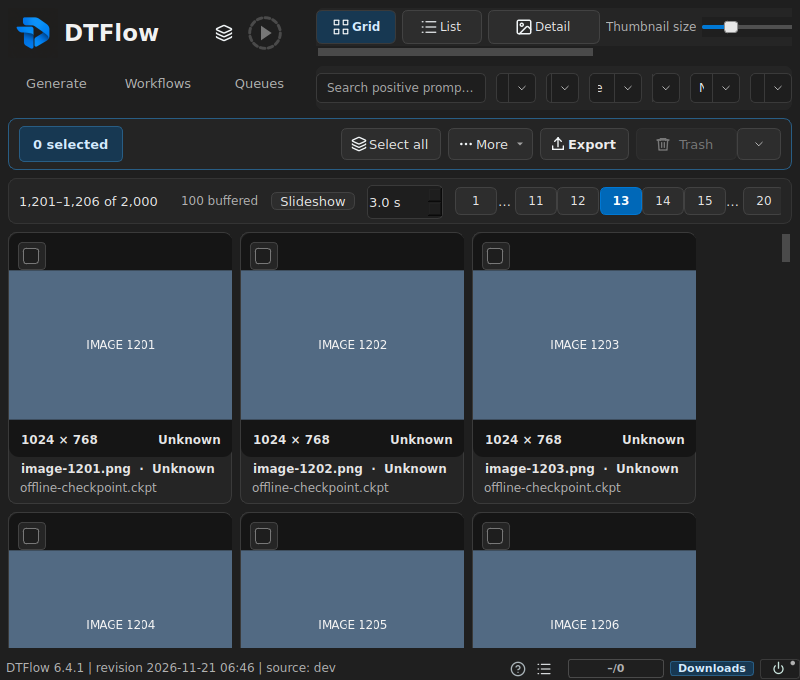 DTFlow
Grid
List
Detail
Thumbnail size
Generate
Workflows
Queues
Search positive promp...
e
0 selected
Select all
More
Export
Trash
1,201–1,206 of 2,000
100 buffered
Slideshow
3.0 s
1 ... 11 12 13 14 15 ... 20
IMAGE 1201
IMAGE 1202
IMAGE 1203
1024 × 768 Unknown
1024 × 768 Unknown
1024 × 768 Unknown
image-1201.png · Unknown
image-1202.png · Unknown
image-1203.png · Unknown
offline-checkpoint.ckpt
offline-checkpoint.ckpt
offline-checkpoint.ckpt
IMAGE 1204
IMAGE 1205
IMAGE 1206
DTFlow 6.4.1 | revision 2026-11-21 06:46 | source: dev
–/0
Downloads